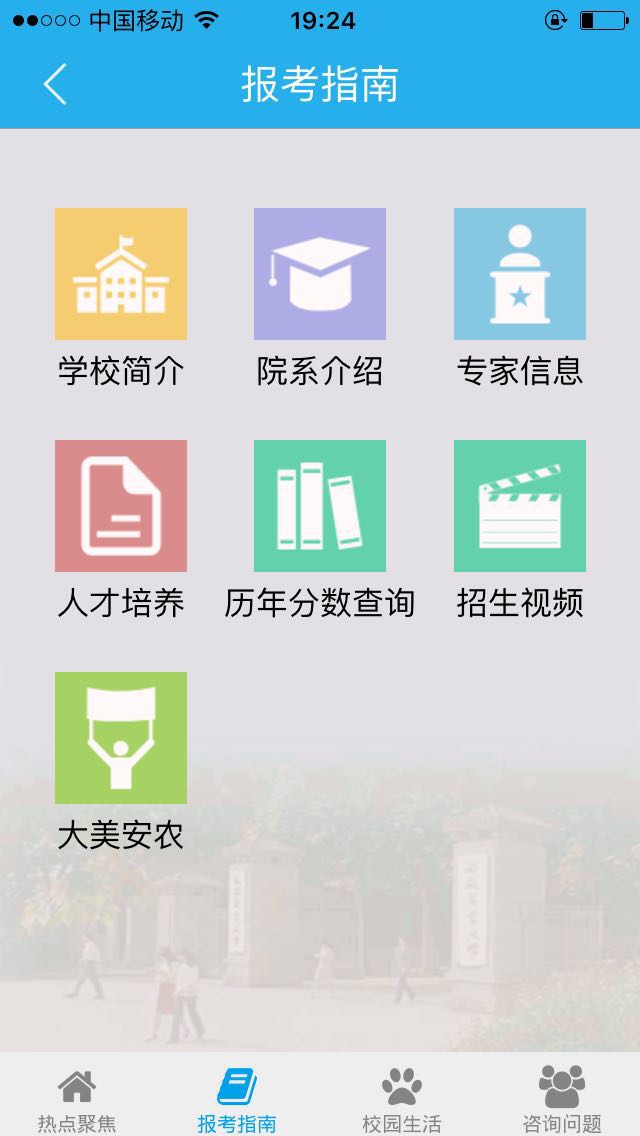 中国移动 19:24
报考指南
学校简介 院系介绍 专家信息
人才培养 历年分数查询 招生视频
大美安农
热点聚焦 报考指南 校园生活 咨询问题